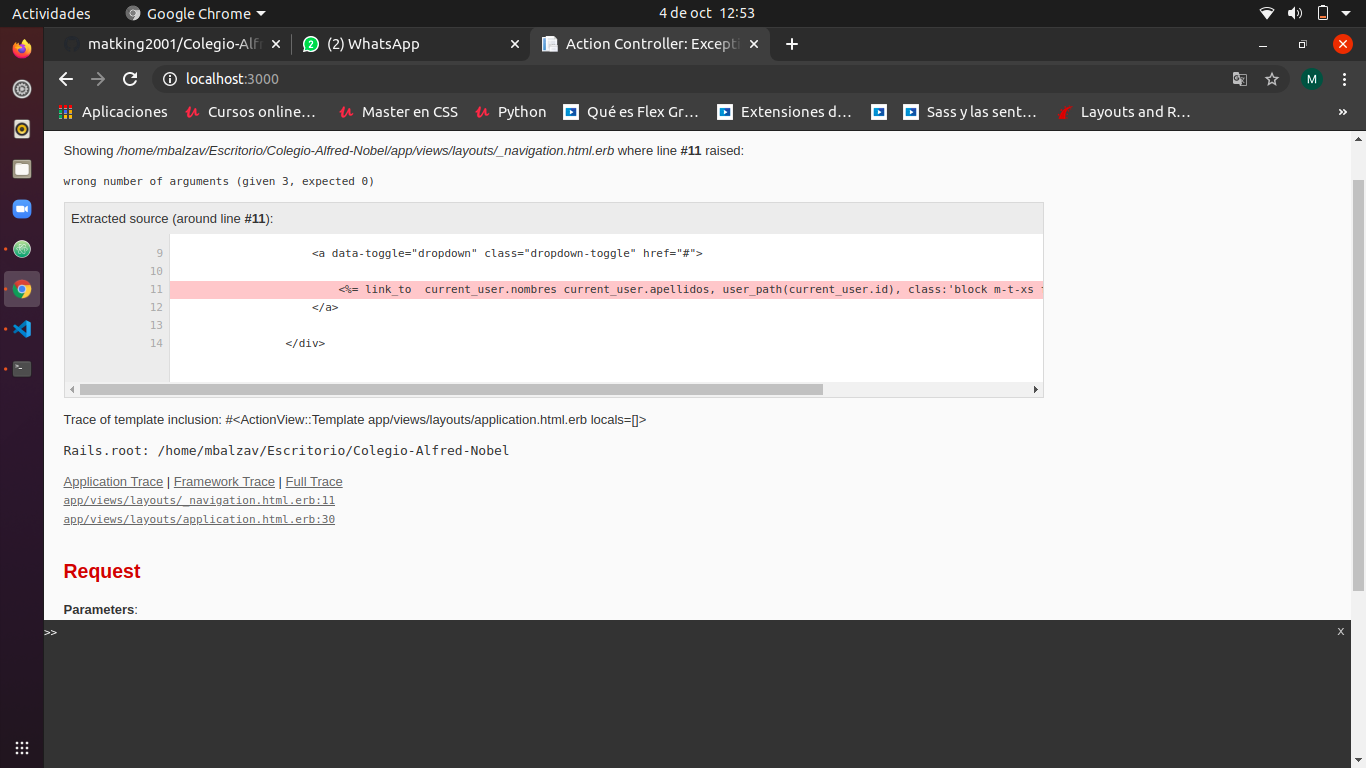 Actividades
Google Chrome
4 de oct 12:53
matking2001/Colegio-Alf
(2) WhatsApp
Action Controller: Excepti
localhost:3000
M
Aplicaciones
Cursos online…
Master en CSS
Python
Qué es Flex Gr…
Extensiones d…
Sass y las sent…
Layouts and R…
»
Showing /home/mbalzav/Escritorio/Colegio-Alfred-Nobel/app/views/layouts/_navigation.html.erb where line #11 raised:
wrong number of arguments (given 3, expected 0)
Extracted source (around line #11):
9 <a data-toggle="dropdown" class="dropdown-toggle" href="#">
10
11 <%= link_to  current_user.nombres current_user.apellidos, user_path(current_user.id), class:'block m-t-xs
12 </a>
13
14 </div>
Trace of template inclusion: #<ActionView::Template app/views/layouts/application.html.erb locals=[]>
Rails.root: /home/mbalzav/Escritorio/Colegio-Alfred-Nobel
Application Trace | Framework Trace | Full Trace
app/views/layouts/_navigation.html.erb:11
app/views/layouts/application.html.erb:30
Request
Parameters:
>>
x